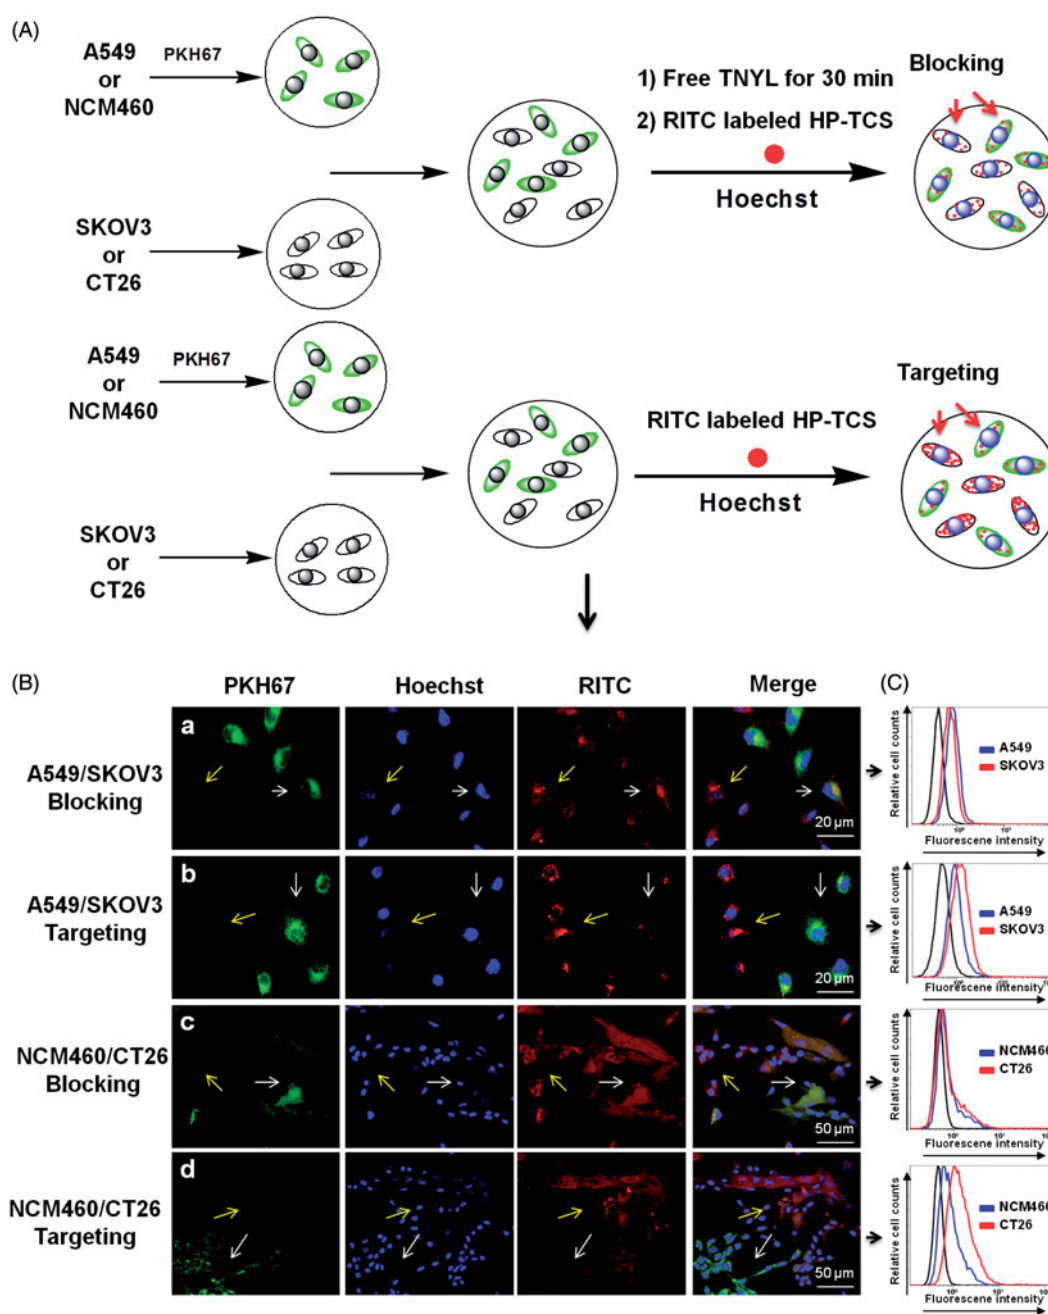 (A)
A549
or
NCM460
PKH67
SKOV3
or
CT26
1) Free TNYL for 30 min
2) RITC labeled HP-TCS
Hoechst
Blocking
A549
or
NCM460
PKH67
SKOV3
or
CT26
RITC labeled HP-TCS
Hoechst
Targeting
(B)
PKH67
Hoechst
RITC
Merge
(C)
a
A549/SKOV3
Blocking
20 µm
Relative cell counts
A549
SKOV3
Fluorescene intensity
b
A549/SKOV3
Targeting
20 µm
Relative cell counts
A549
SKOV3
Fluorescene intensity
c
NCM460/CT26
Blocking
50 µm
Relative cell counts
NCM460
CT26
Fluorescene intensity
d
NCM460/CT26
Targeting
50 µm
Relative cell counts
NCM460
CT26
Fluorescene intensity